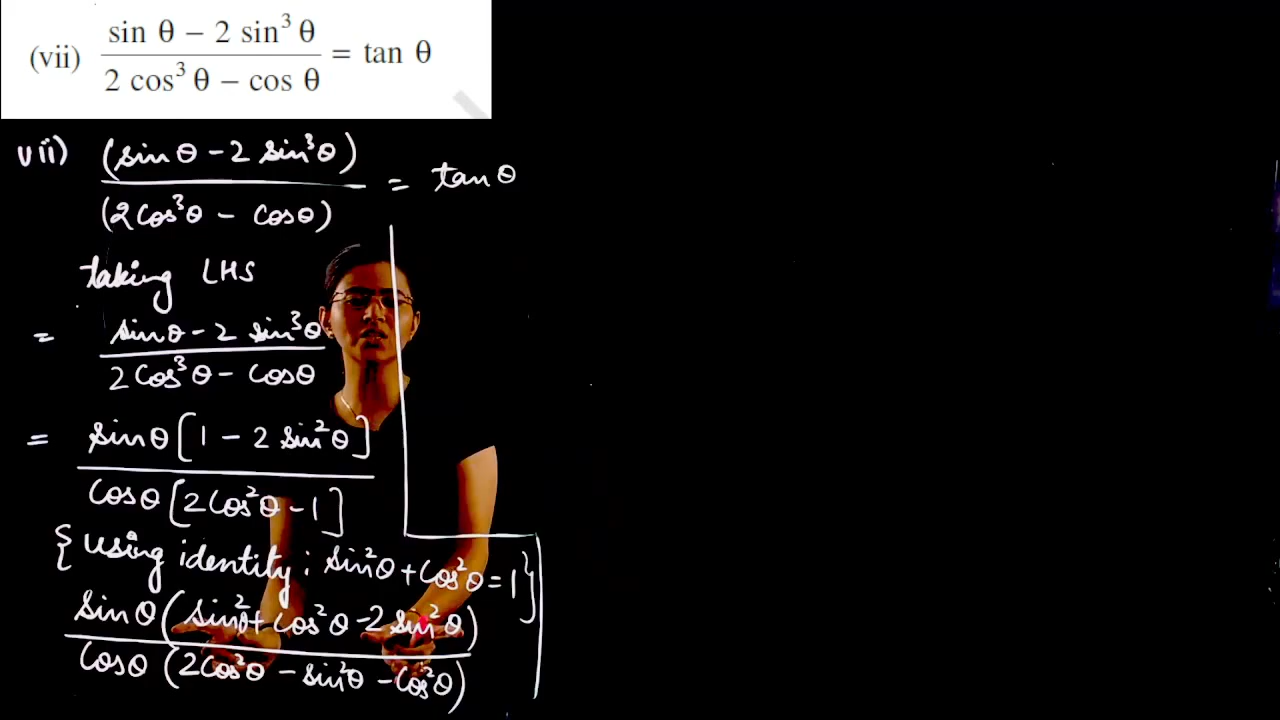 (vii) (sin θ − 2 sin³ θ)/(2 cos³ θ − cos θ) = tan θ
vii) (sin θ − 2 sin³θ)/(2cos³θ − cosθ) = tan θ
taking LHS
= (sinθ − 2 sin³θ)/(2cos³θ − cosθ)
= sinθ[1 − 2 sin²θ]/cosθ[2cos²θ − 1]
{using identity: sin²θ + cos²θ = 1}
sinθ(sin²θ + cos²θ − 2 sin²θ)/cosθ(2cos²θ − sin²θ − cos²θ)